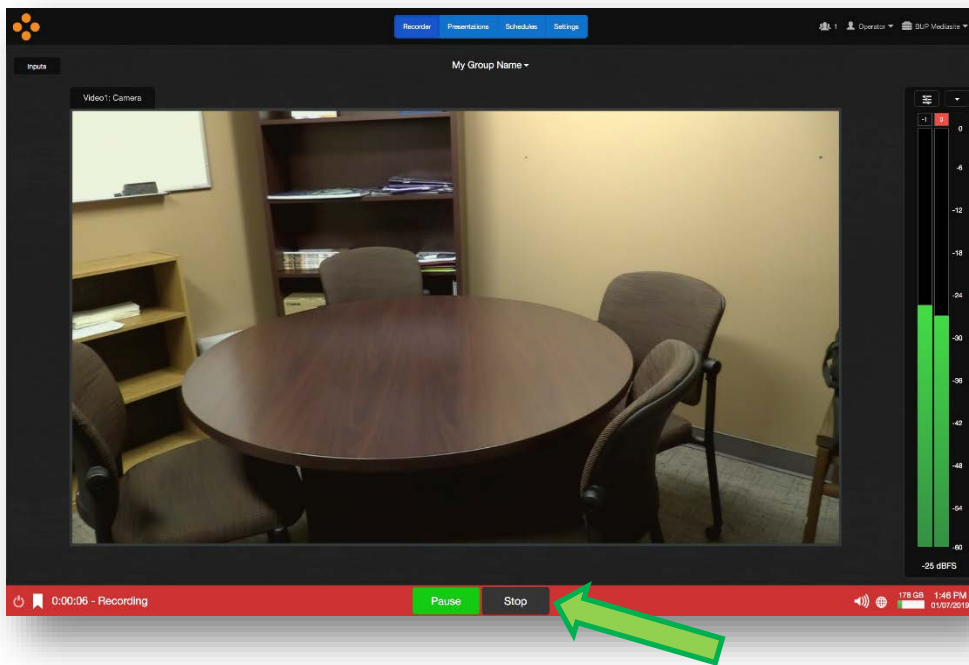 Recorder Presentations Schedules Settings
1 Operator BUP Mediasite
Inputs
My Group Name
Video1: Camera
-1 0
0
-6
-12
-18
-24
-30
-36
-42
-48
-54
-60
-25 dBFS
0:00:06 - Recording
Pause Stop
178 GB 1:46 PM
01/07/2019